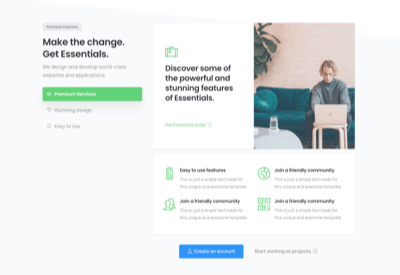 Premium Features
Make the change.
Get Essentials.
We design and develop world-class
websites and applications.
Premium Services
Stunning Design
Easy to Use
Discover some of
the powerful and
stunning features
of Essentials.
Get Essentials today
Easy to use features
This is just a simple text made for
this unique and awesome template
Join a friendly community
This is just a simple text made for
this unique and awesome template
Join a friendly community
This is just a simple text made for
this unique and awesome template
Join a friendly community
This is just a simple text made for
this unique and awesome template
Create an account
Start working on projects